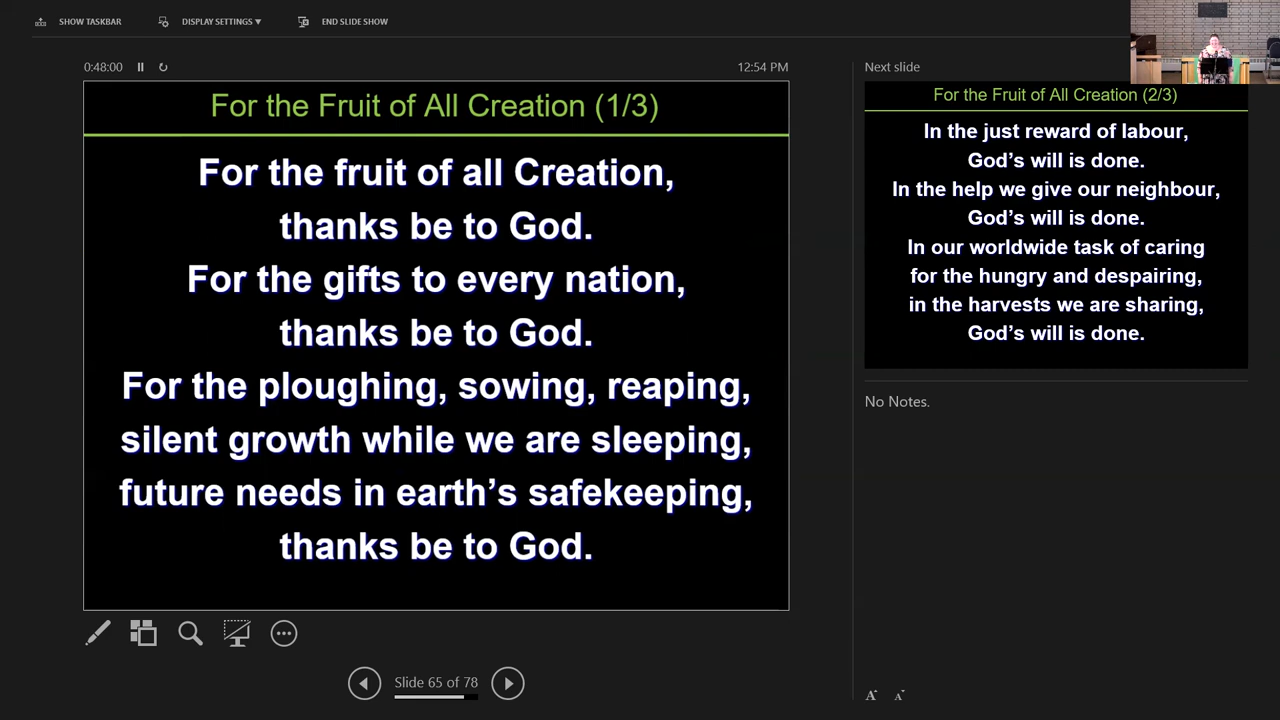 SHOW TASKBAR
DISPLAY SETTINGS ▼
END SLIDE SHOW
0:48:00
12:54 PM
For the Fruit of All Creation (1/3)
For the fruit of all Creation,
thanks be to God.
For the gifts to every nation,
thanks be to God.
For the ploughing, sowing, reaping,
silent growth while we are sleeping,
future needs in earth’s safekeeping,
thanks be to God.
Slide 65 of 78
Next slide
For the Fruit of All Creation (2/3)
In the just reward of labour,
God’s will is done.
In the help we give our neighbour,
God’s will is done.
In our worldwide task of caring
for the hungry and despairing,
in the harvests we are sharing,
God’s will is done.
No Notes.
A A